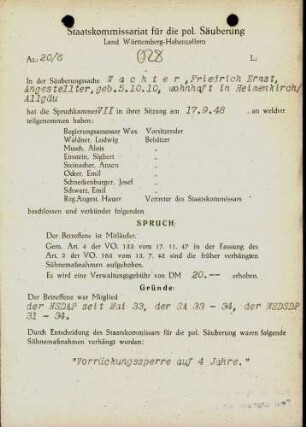 Staatskommissariat für die pol. Säuberung
Land Württemberg-Hohenzollern
Az.: 20/6 028 L:
In der Säuberungssache Wachter, Friedrich Ernst,
Angestellter, geb. 5.10.10, wohnhaft in Heimenkirch/
Allgäu
hat die Spruchkammer VII in ihrer Sitzung am 17.9.48 an welcher
teilgenommen haben:
Regierungsassessor Wax Vorsitzender
Waldner, Ludwig Beisitzer
Musch, Alois "
Einstein, Sigbert "
Steinacher, Anton "
Oker, Emil "
Schneckenburger, Josef "
Schwarz, Emil "
Reg.Angest. Hauer Vertreter des Staatskommissars
beschlossen und verkündet folgenden
SPRUCH:
Der Betroffene ist Mitläufer.
Gem. Art. 4 der VO. 133 vom 17. 11. 47 in der Fassung des
Art. 3 der VO. 165 vom 13. 7. 48 sind die früher verhängten
Sühnemaßnahmen aufgehoben.
Es wird eine Verwaltungsgebühr von DM 20.-- erhoben.
Gründe:
Der Betroffene war Mitglied
der NSDAP seit Mai 33, der SA 33 - 34, der NSDSDP
31 - 34.
Durch Entscheidung des Staatskommissars für die pol. Säuberung waren folgende
Sühnemaßnahmen verhängt worden:
"Vorrückungssperre auf 4 Jahre."